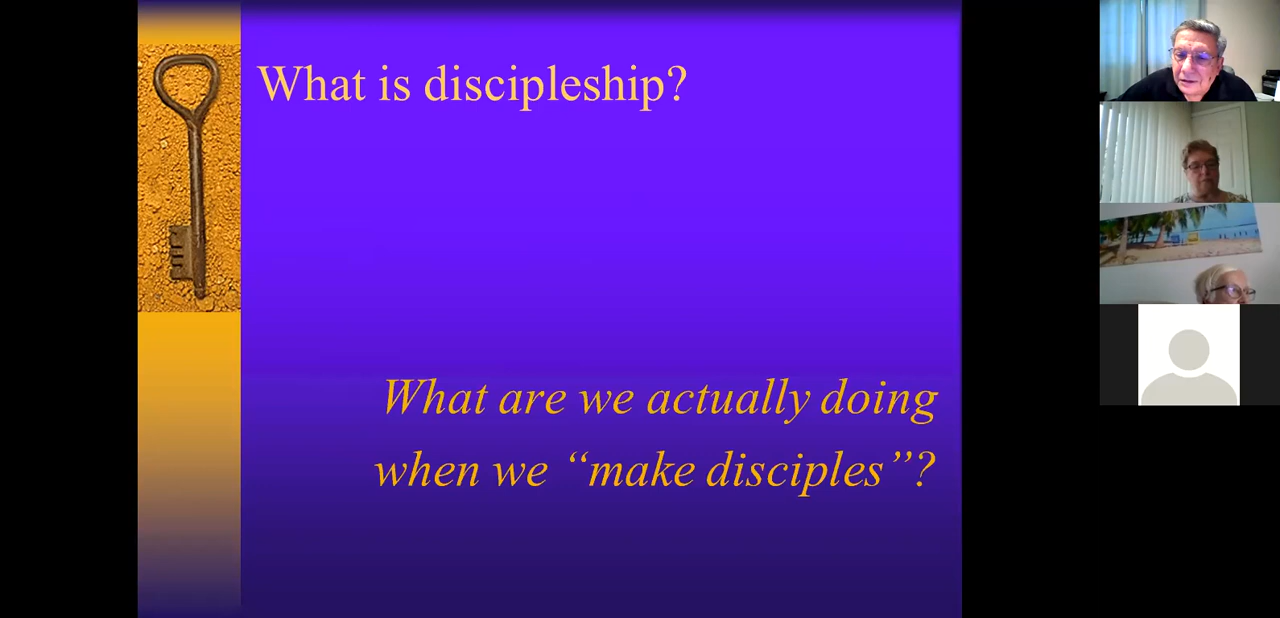 What is discipleship?
What are we actually doing
when we “make disciples”?